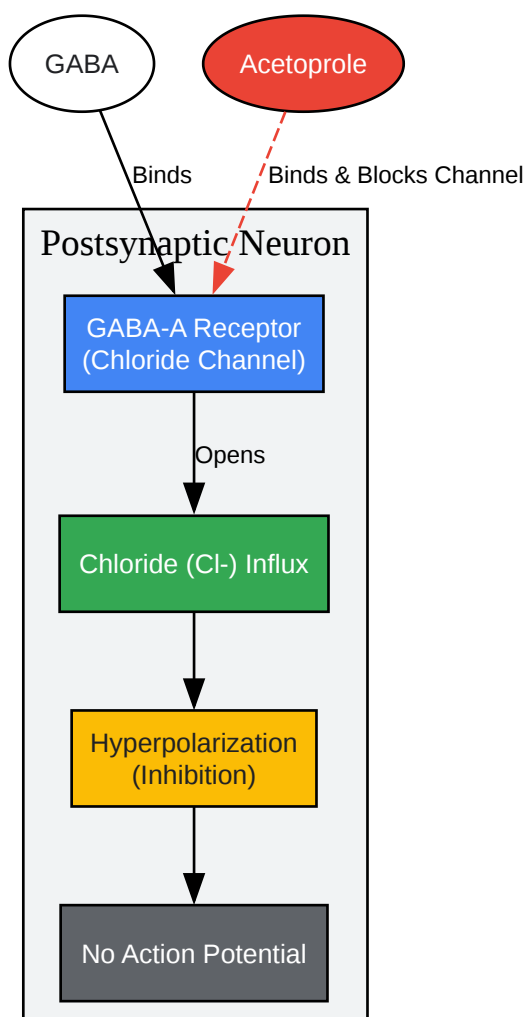 GABA
Acetoprole
Binds
Binds & Blocks Channel
Postsynaptic Neuron
GABA-A Receptor
(Chloride Channel)
Opens
Chloride (Cl-) Influx
Hyperpolarization
(Inhibition)
No Action Potential